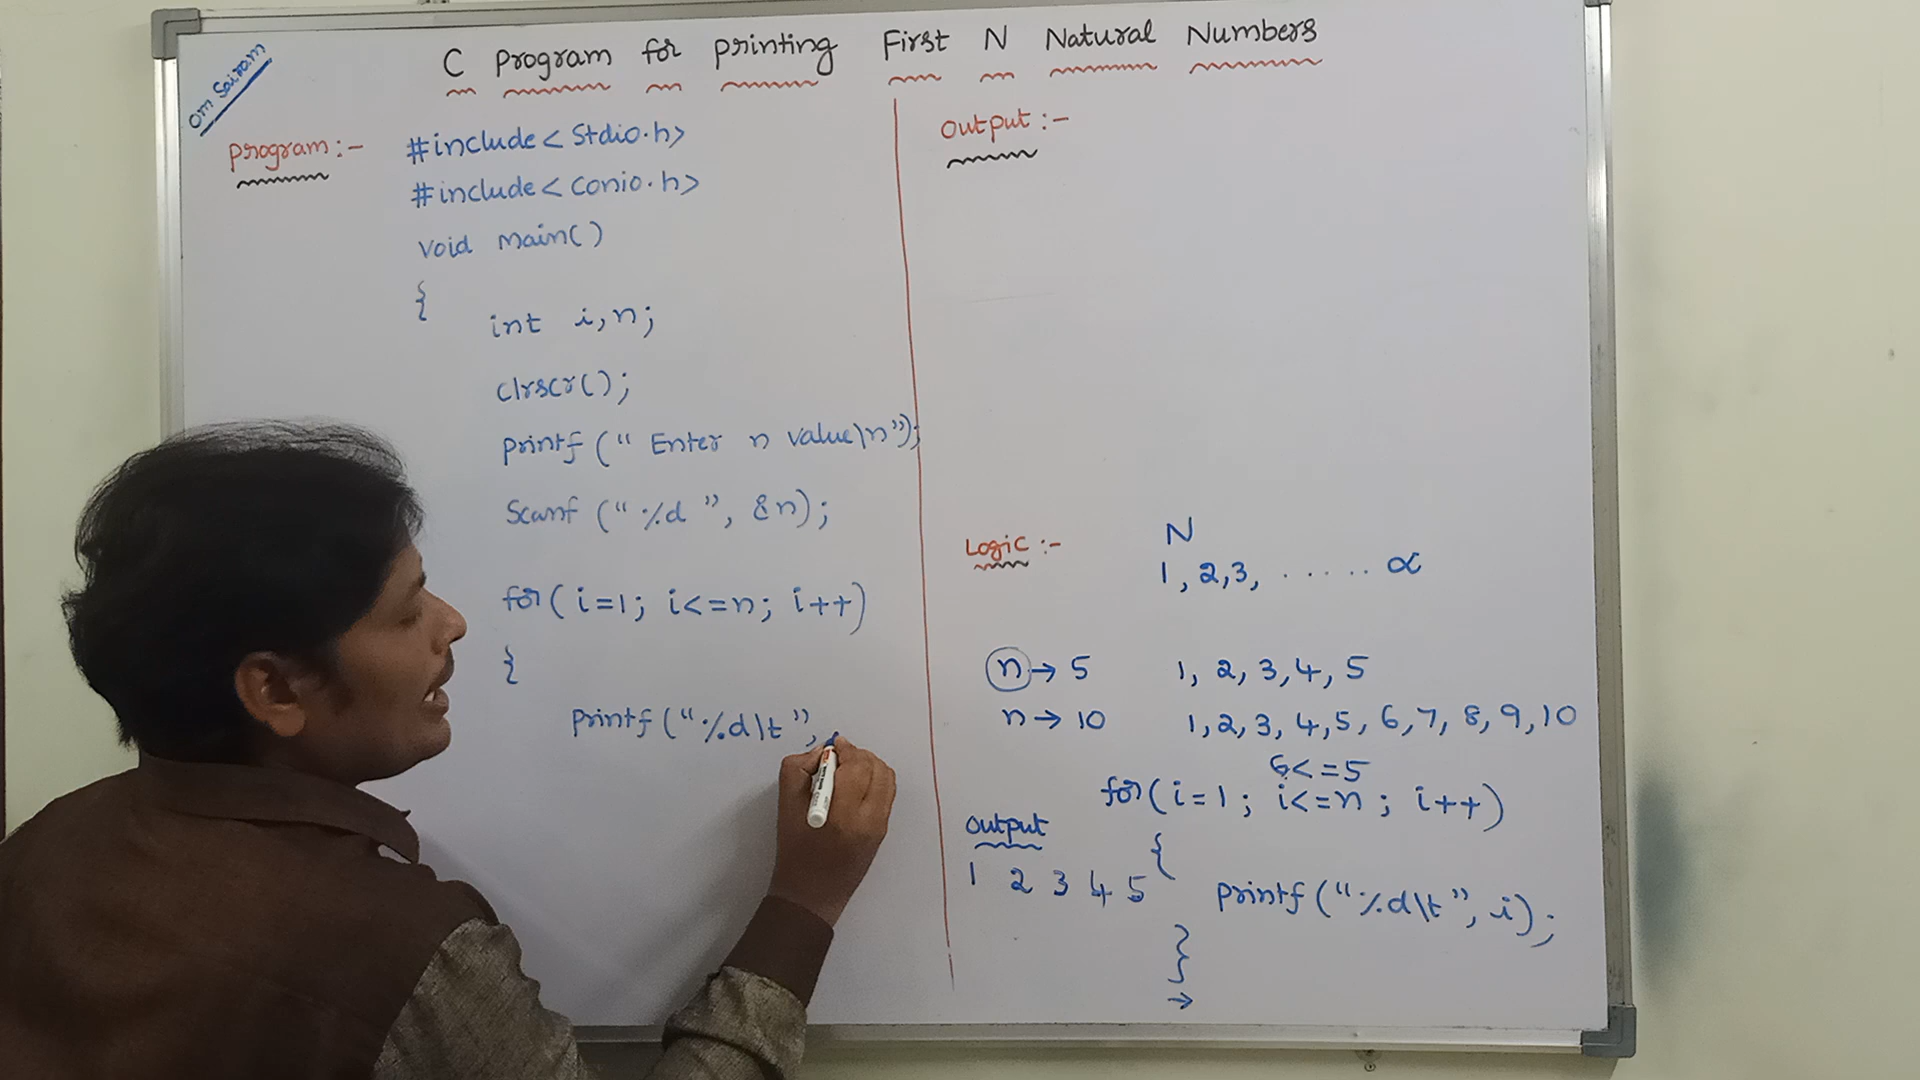 Om Sairam
C Program for Printing First N Natural Numbers
Program :-
#include < Stdio.h>
#include < Conio.h>
Void Main()
{
int i,n;
Clrscr();
Printf (" Enter n Value\n");
Scanf (" %d ", &n);
for( i=1; i<=n; i++)
{
Printf ("%d\t",
Output :-
Logic :-
N
1, 2, 3, ...... ∝
n → 5 1, 2, 3, 4, 5
n → 10 1, 2, 3, 4, 5, 6, 7, 8, 9, 10
6<=5
for( i=1 ; i<=n ; i++)
{
Printf ("%d\t", i);
}
→
Output
1 2 3 4 5